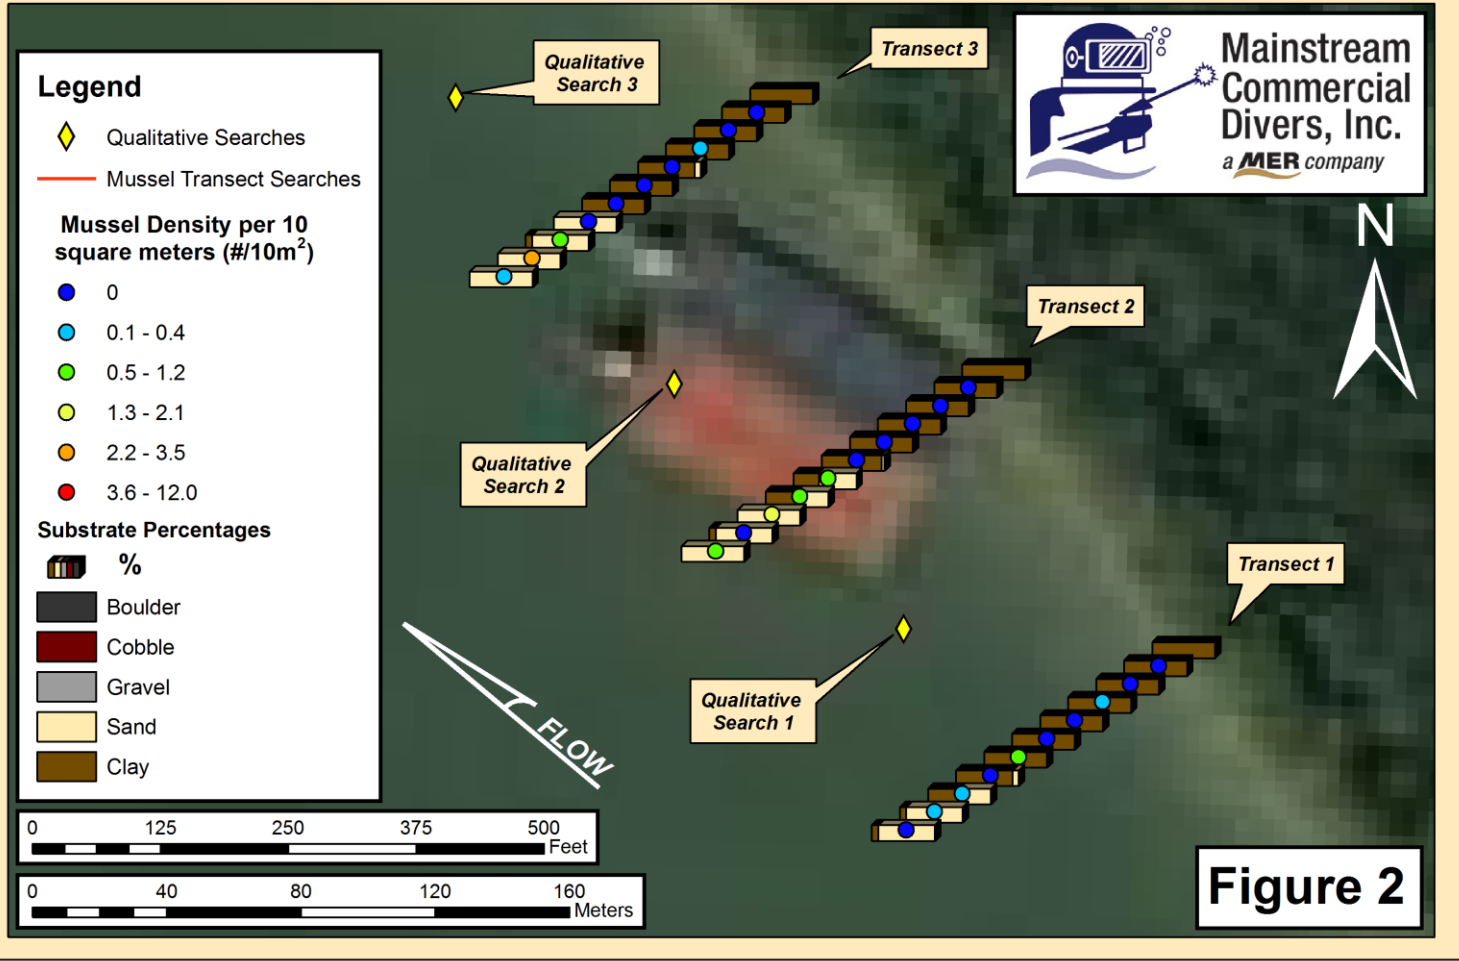 Legend
Qualitative Searches
Mussel Transect Searches
Mussel Density per 10
square meters (#/10m²)
0
0.1 - 0.4
0.5 - 1.2
1.3 - 2.1
2.2 - 3.5
3.6 - 12.0
Substrate Percentages
%
Boulder
Cobble
Gravel
Sand
Clay
0 125 250 375 500
Feet
0 40 80 120 160
Meters
Qualitative
Search 3
Transect 3
Mainstream
Commercial
Divers, Inc.
a MER company
N
Transect 2
Qualitative
Search 2
Transect 1
Qualitative
Search 1
FLOW
Figure 2